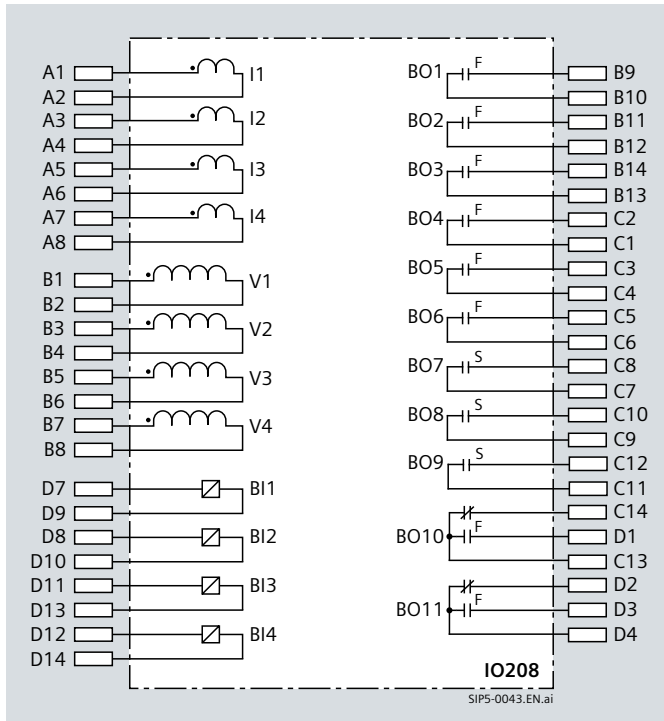 A1
I1
A2
A3
I2
A4
A5
I3
A6
A7
I4
A8
B1
V1
B2
B3
V2
B4
B5
V3
B6
B7
V4
B8
D7
BI1
D9
D8
BI2
D10
D11
BI3
D13
D12
BI4
D14
BO1
F
B9
B10
BO2
F
B11
B12
BO3
F
B14
B13
BO4
F
C2
C1
BO5
F
C3
C4
BO6
F
C5
C6
BO7
S
C8
C7
BO8
S
C10
C9
BO9
S
C12
C11
C14
BO10
F
D1
C13
D2
BO11
F
D3
D4
IO208
SIP5-0043.EN.ai